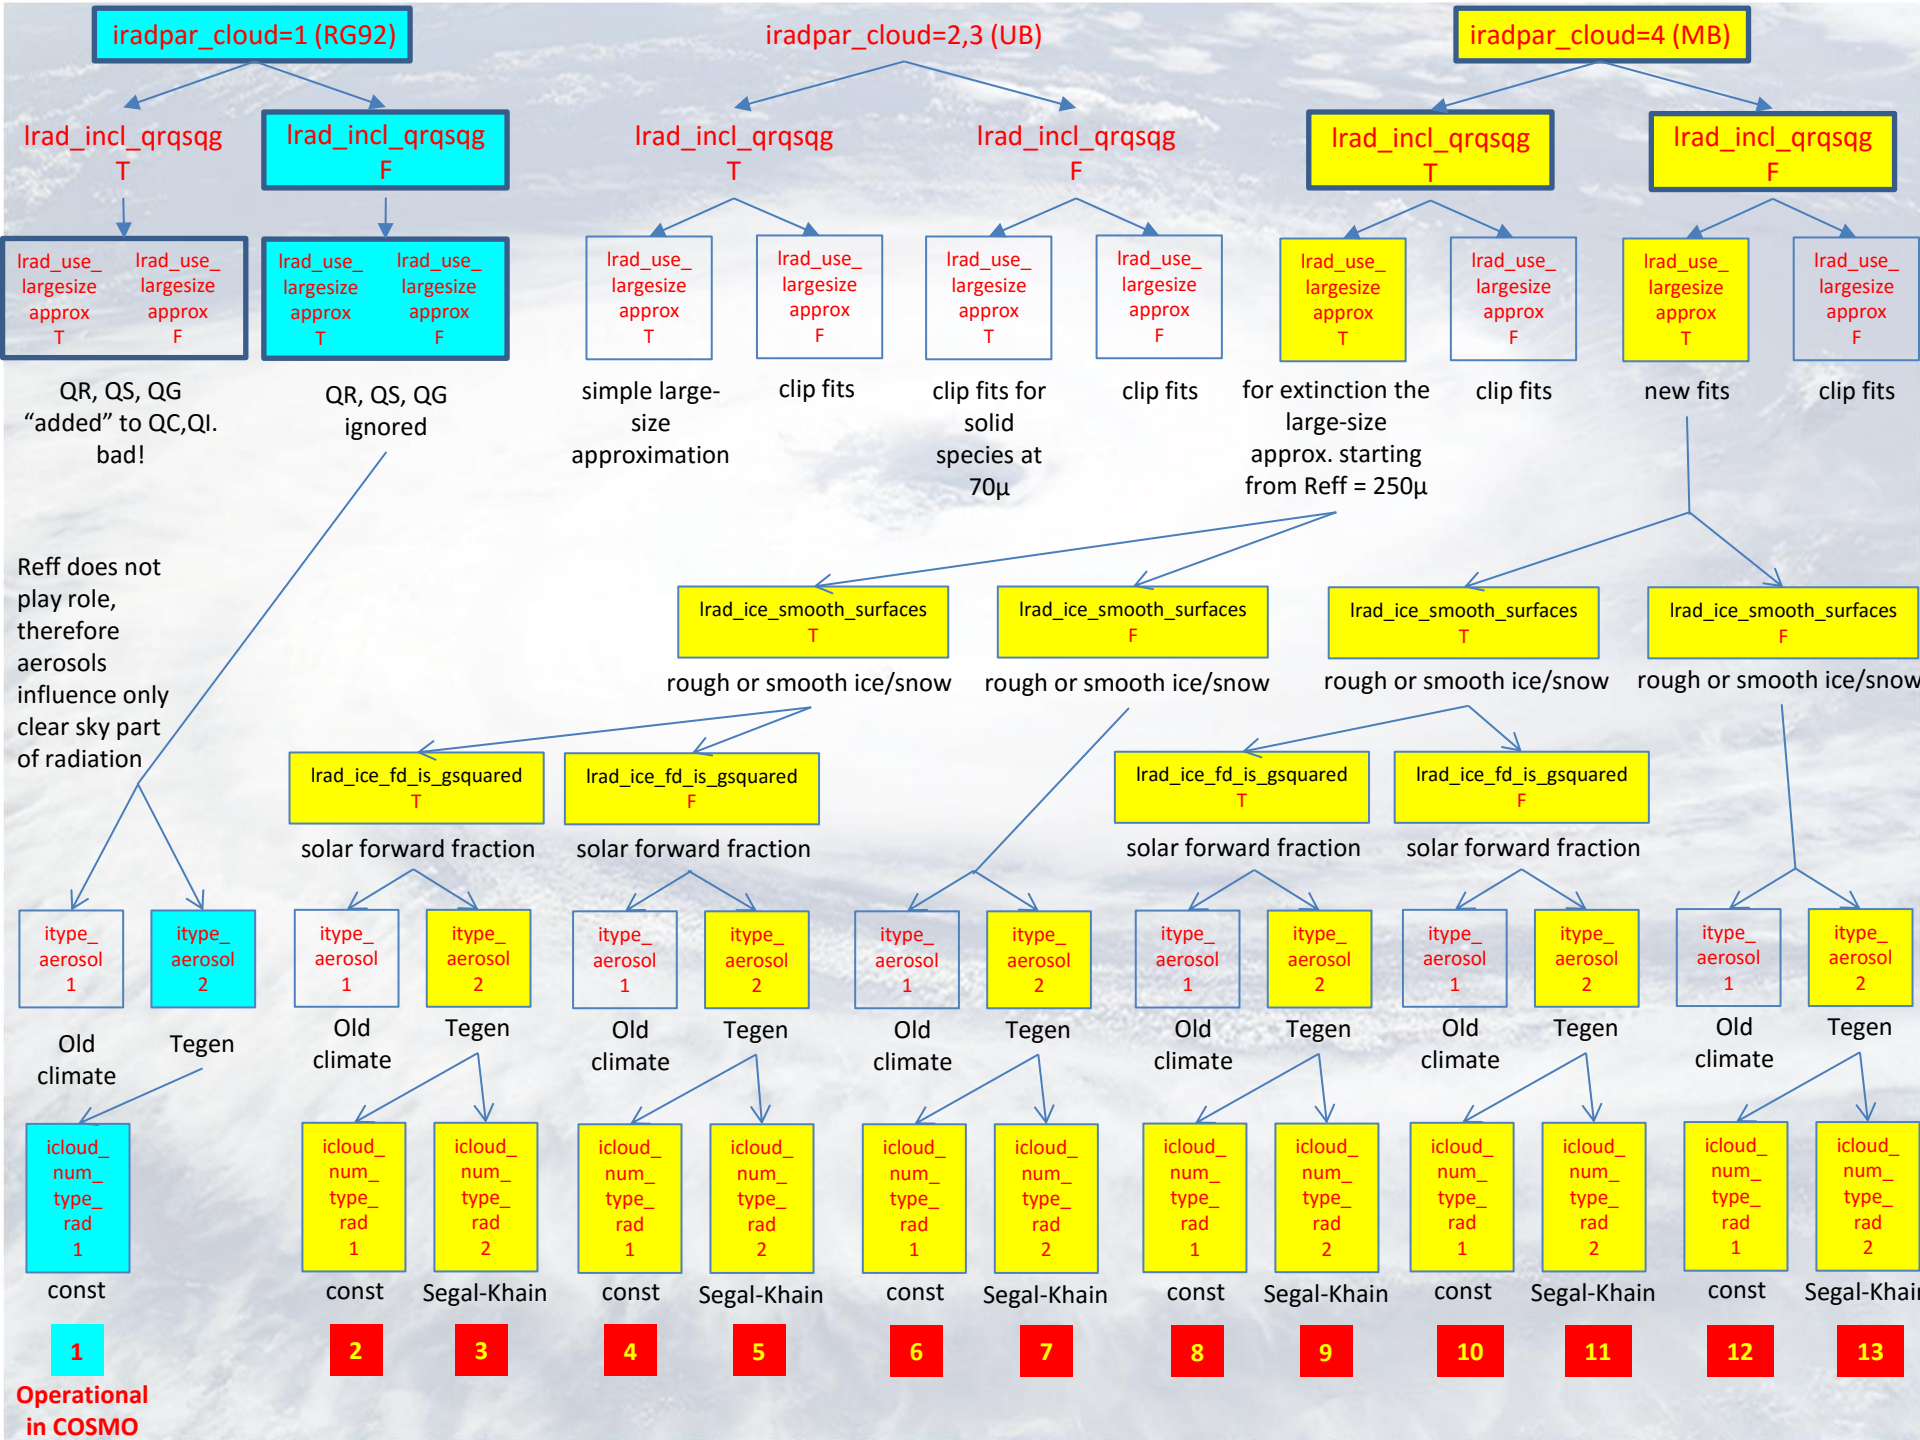 iradpar_cloud=1 (RG92)
iradpar_cloud=2,3 (UB)
iradpar_cloud=4 (MB)
lrad_incl_qrqsqg
T
lrad_incl_qrqsqg
F
lrad_incl_qrqsqg
T
lrad_incl_qrqsqg
F
lrad_incl_qrqsqg
T
lrad_incl_qrqsqg
F
lrad_use_
largesize
approx
T
lrad_use_
largesize
approx
F
lrad_use_
largesize
approx
T
lrad_use_
largesize
approx
F
lrad_use_
largesize
approx
T
lrad_use_
largesize
approx
F
lrad_use_
largesize
approx
T
lrad_use_
largesize
approx
F
lrad_use_
largesize
approx
T
lrad_use_
largesize
approx
F
lrad_use_
largesize
approx
T
lrad_use_
largesize
approx
F
QR, QS, QG
“added” to QC,QI.
bad!
QR, QS, QG
ignored
simple large-
size
approximation
clip fits
clip fits for
solid
species at
70µ
clip fits
for extinction the
large-size
approx. starting
from Reff = 250µ
clip fits
new fits
clip fits
Reff does not
play role,
therefore
aerosols
influence only
clear sky part
of radiation
lrad_ice_smooth_surfaces
T
lrad_ice_smooth_surfaces
F
lrad_ice_smooth_surfaces
T
lrad_ice_smooth_surfaces
F
rough or smooth ice/snow
rough or smooth ice/snow
rough or smooth ice/snow
rough or smooth ice/snow
lrad_ice_fd_is_gsquared
T
lrad_ice_fd_is_gsquared
F
lrad_ice_fd_is_gsquared
T
lrad_ice_fd_is_gsquared
F
solar forward fraction
solar forward fraction
solar forward fraction
solar forward fraction
itype_
aerosol
1
itype_
aerosol
2
itype_
aerosol
1
itype_
aerosol
2
itype_
aerosol
1
itype_
aerosol
2
itype_
aerosol
1
itype_
aerosol
2
itype_
aerosol
1
itype_
aerosol
2
itype_
aerosol
1
itype_
aerosol
2
itype_
aerosol
1
itype_
aerosol
2
Old
climate
Tegen
Old
climate
Tegen
Old
climate
Tegen
Old
climate
Tegen
Old
climate
Tegen
Old
climate
Tegen
Old
climate
Tegen
icloud_
num_
type_
rad
1
icloud_
num_
type_
rad
1
icloud_
num_
type_
rad
2
icloud_
num_
type_
rad
1
icloud_
num_
type_
rad
2
icloud_
num_
type_
rad
1
icloud_
num_
type_
rad
2
icloud_
num_
type_
rad
1
icloud_
num_
type_
rad
2
icloud_
num_
type_
rad
1
icloud_
num_
type_
rad
2
icloud_
num_
type_
rad
1
icloud_
num_
type_
rad
2
const
const
Segal-Khain
const
Segal-Khain
const
Segal-Khain
const
Segal-Khain
const
Segal-Khain
const
Segal-Khain
1
2
3
4
5
6
7
8
9
10
11
12
13
Operational
in COSMO